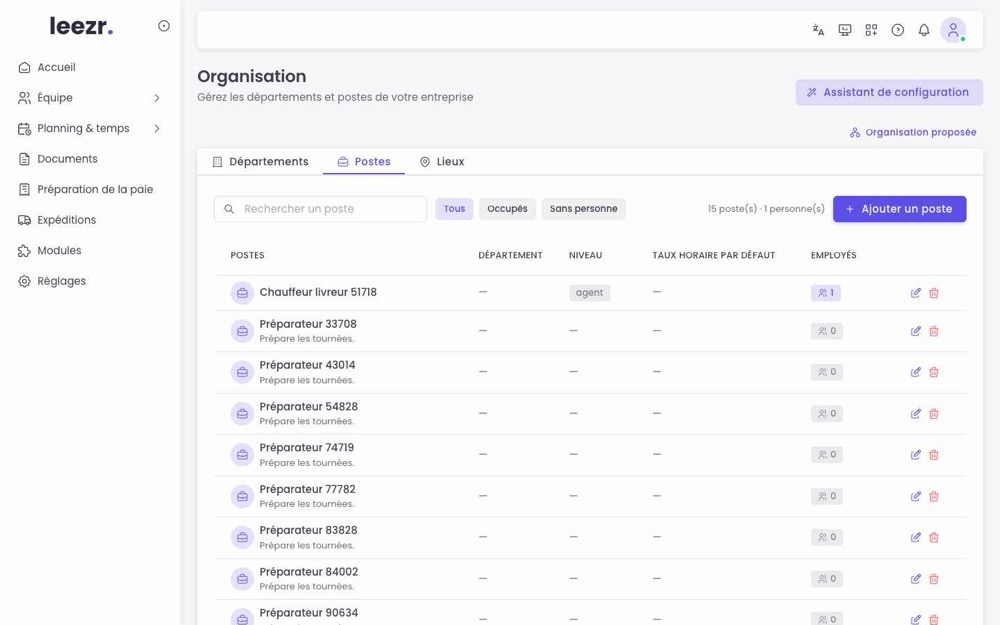 leezr.
Accueil
Équipe
Planning & temps
Documents
Préparation de la paie
Expéditions
Modules
Réglages
Organisation
Gérez les départements et postes de votre entreprise
Assistant de configuration
Organisation proposée
Départements Postes Lieux
Rechercher un poste Tous Occupés Sans personne 15 poste(s) · 1 personne(s) + Ajouter un poste
POSTES DÉPARTEMENT NIVEAU TAUX HORAIRE PAR DÉFAUT EMPLOYÉS
Chauffeur livreur 51718 — agent — 1
Préparateur 33708 — — — 0
Prépare les tournées.
Préparateur 43014 — — — 0
Prépare les tournées.
Préparateur 54828 — — — 0
Prépare les tournées.
Préparateur 74719 — — — 0
Prépare les tournées.
Préparateur 77782 — — — 0
Prépare les tournées.
Préparateur 83828 — — — 0
Prépare les tournées.
Préparateur 84002 — — — 0
Prépare les tournées.
Préparateur 90634 — — — 0